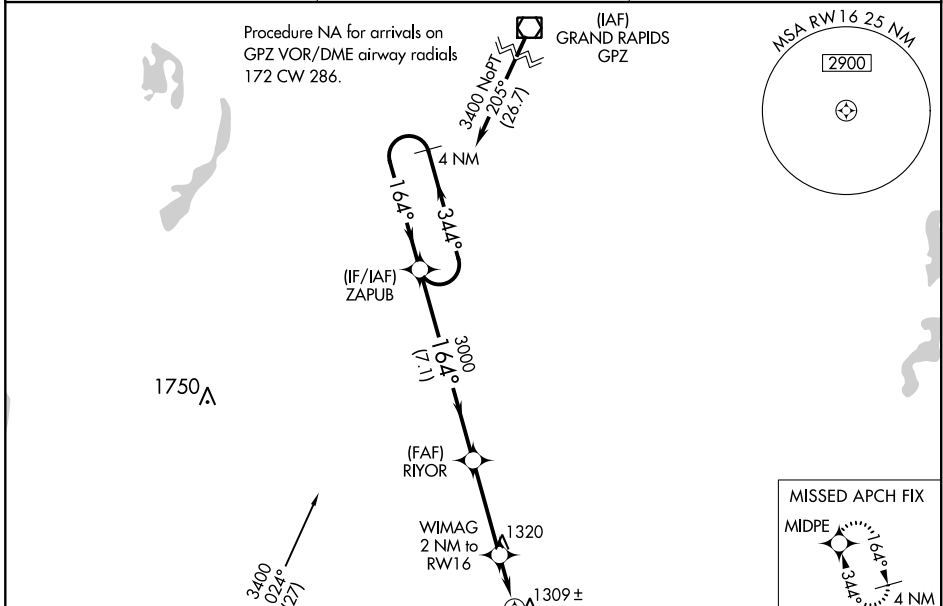 Procedure NA for arrivals on
GPZ VOR/DME airway radials
172 CW 286.
(IAF)
GRAND RAPIDS
GPZ
3400 NoPT
205°
(26.7)
MSA RW16 25 NM
2900
4 NM
164°
344°
(IF/IAF)
ZAPUB
3000
164°
(7.1)
1750
(FAF)
RIYOR
WIMAG
2 NM to
RW16
1320
1309 ±
3400
024°
(27)
MISSED APCH FIX
MIDPE
164°
344°
4 NM